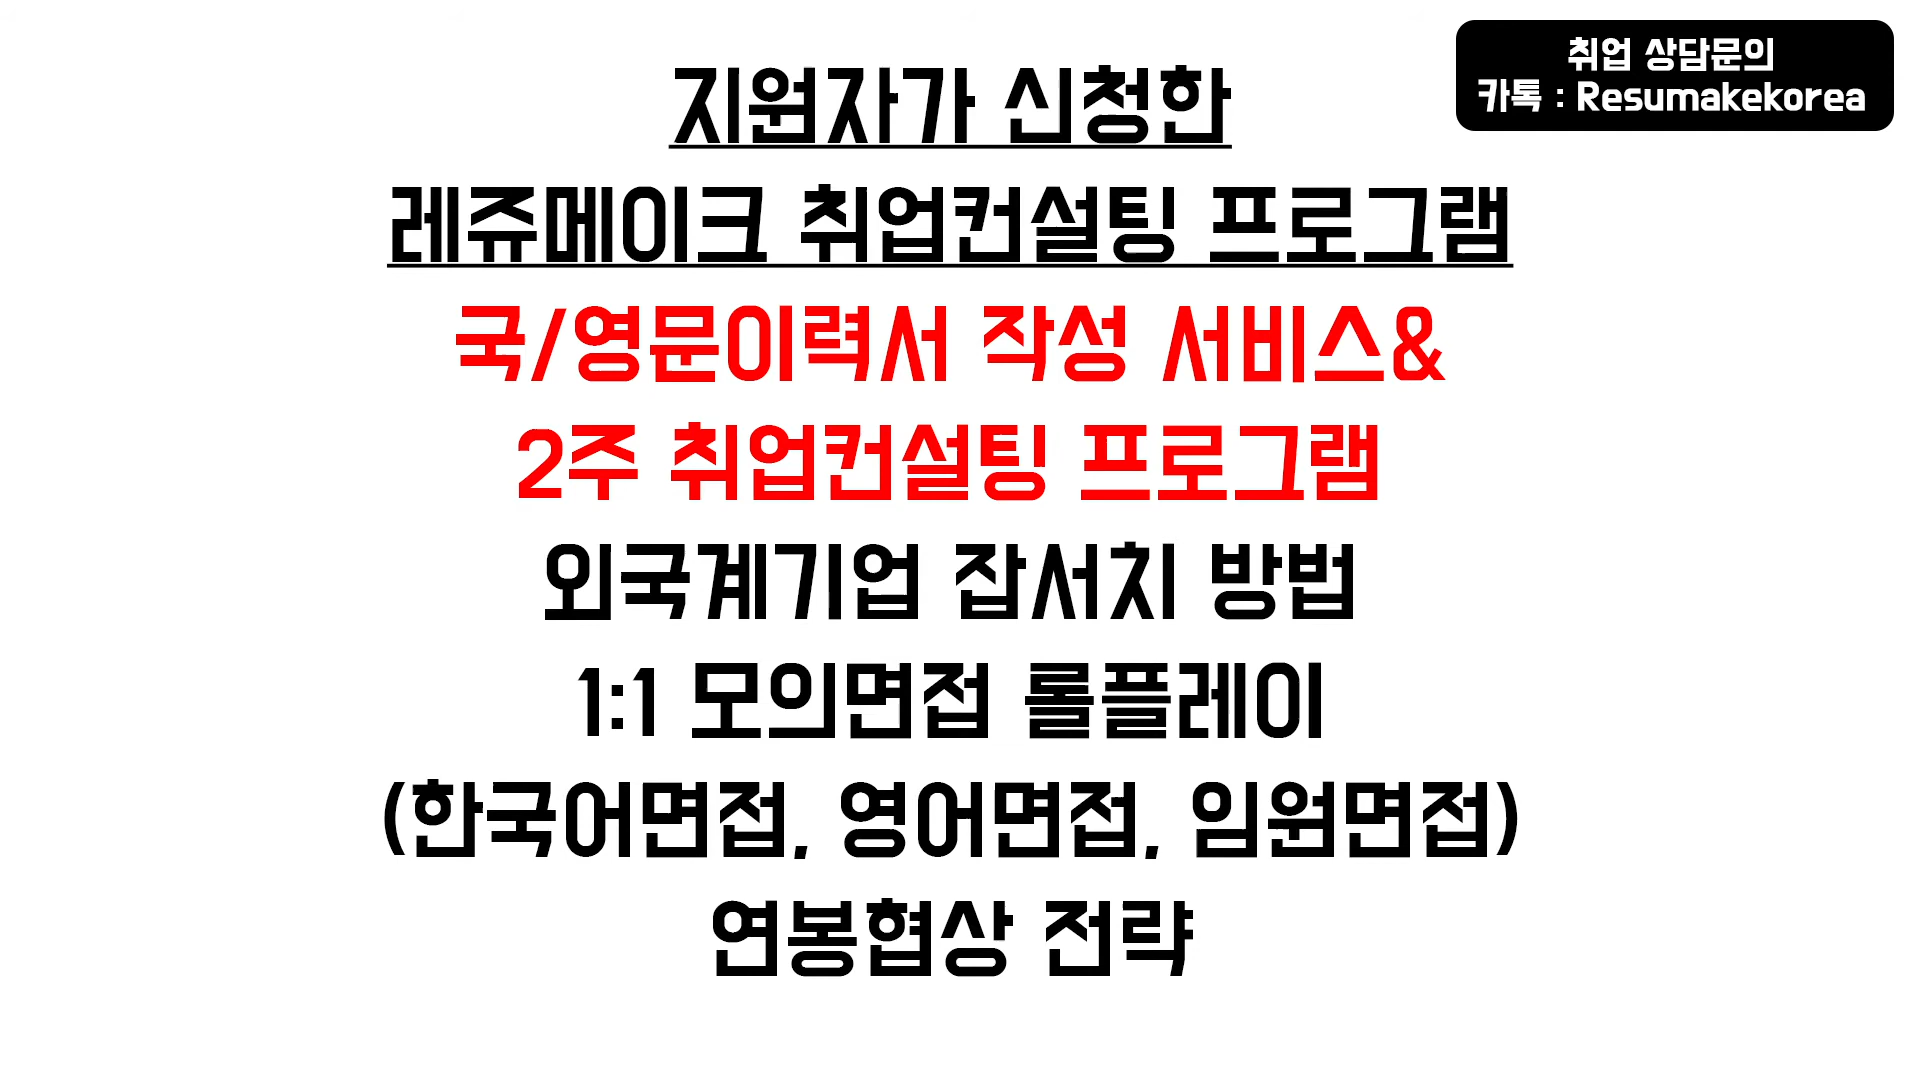 지원자가 신청한
레쥬메이크 취업컨설팅 프로그램
국/영문이력서 작성 서비스&
2주 취업컨설팅 프로그램
외국계기업 잡서치 방법
1:1 모의면접 롤플레이
(한국어면접, 영어면접, 임원면접)
연봉협상 전략
취업 상담문의
카톡 : Resumakekorea